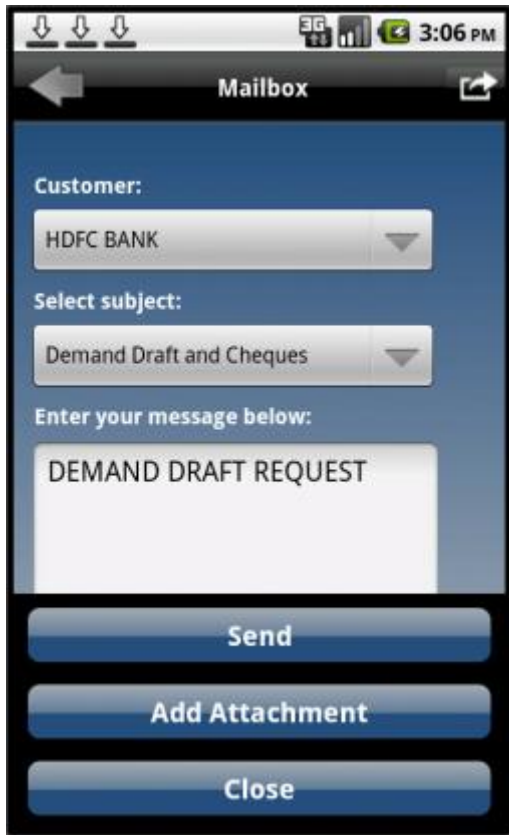 3G 3:06 PM
Mailbox
Customer:
HDFC BANK
Select subject:
Demand Draft and Cheques
Enter your message below:
DEMAND DRAFT REQUEST
Send
Add Attachment
Close